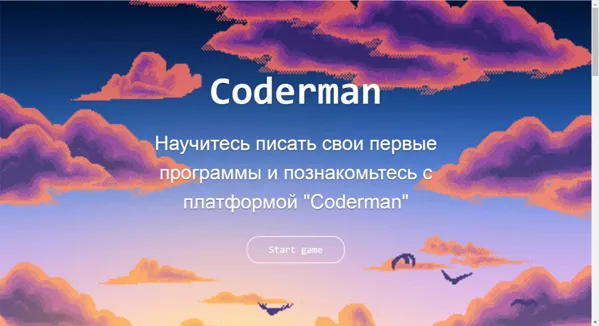 Coderman
Научитесь писать свои первые
программы и познакомьтесь с
платформой "Coderman"
Start game